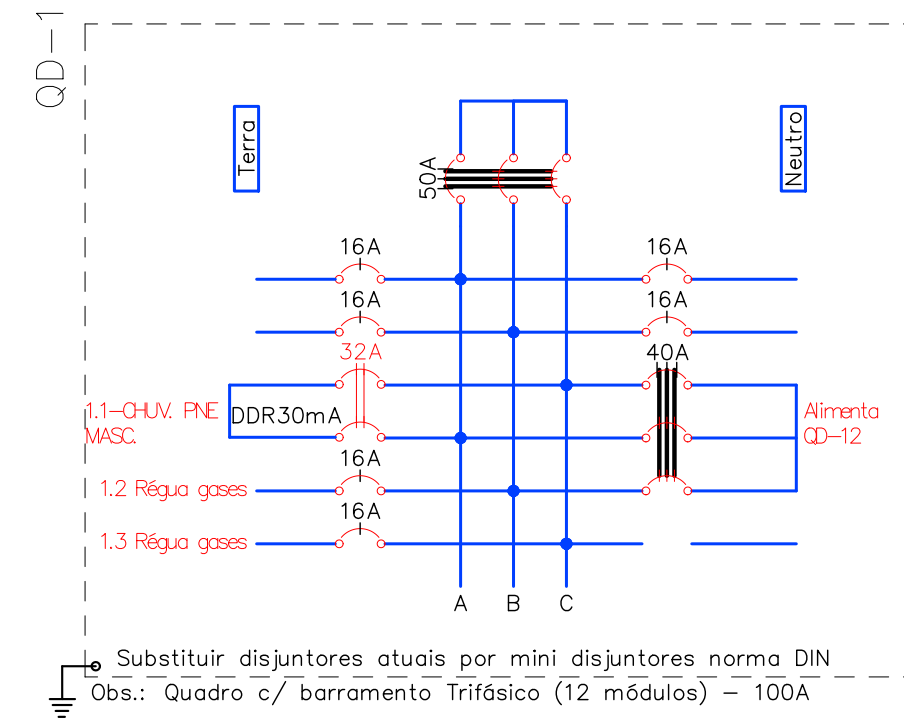 QD-1
Terra
Neutro
50A
16A 16A
16A 16A
32A 40A
1.1-CHUV. PNE
MASC.
DDR30mA
Alimenta
QD-12
16A
1.2 Régua gases
16A
1.3 Régua gases
A B C
Substituir disjuntores atuais por mini disjuntores norma DIN
Obs.: Quadro c/ barramento Trifásico (12 módulos) - 100A